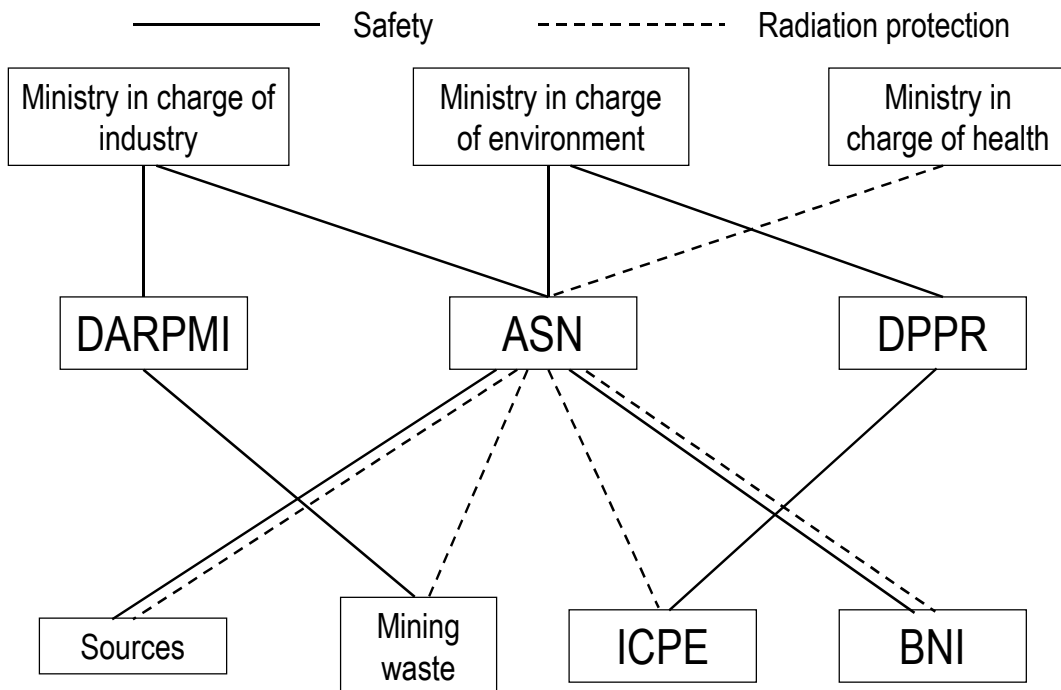 Safety
Radiation protection
Ministry in charge of
industry
Ministry in charge
of environment
Ministry in
charge of health
DARPMI
ASN
DPPR
Sources
Mining
waste
ICPE
BNI